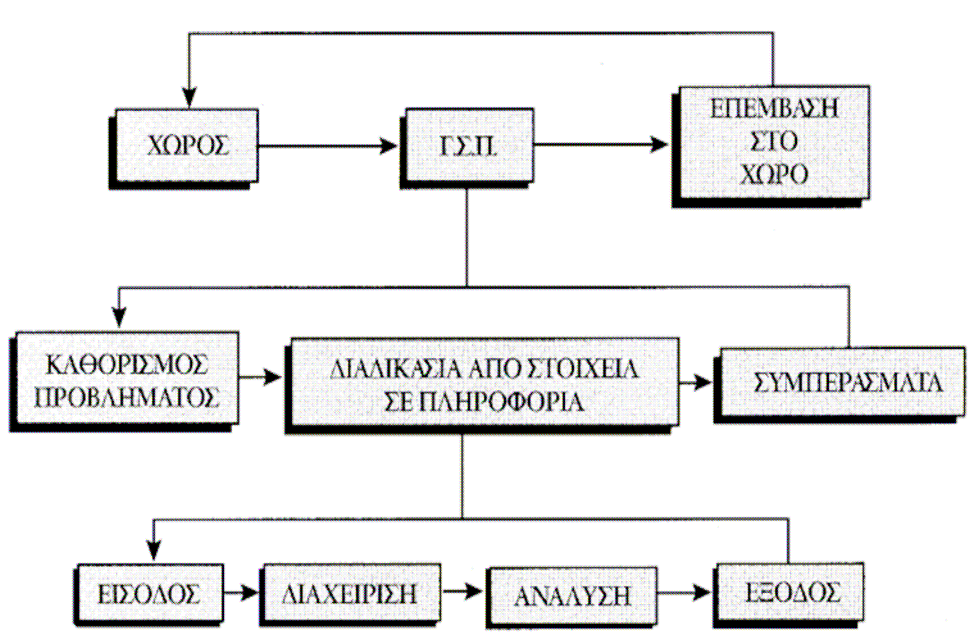 ΧΩΡΟΣ
Γ.Σ.Π.
ΕΠΕΜΒΑΣΗ
ΣΤΟ
ΧΩΡΟ
ΚΑΘΟΡΙΣΜΟΣ
ΠΡΟΒΛΗΜΑΤΟΣ
ΔΙΑΔΙΚΑΣΙΑ ΑΠΟ ΣΤΟΙΧΕΙΑ
ΣΕ ΠΛΗΡΟΦΟΡΙΑ
ΣΥΜΠΕΡΑΣΜΑΤΑ
ΕΙΣΟΔΟΣ
ΔΙΑΧΕΙΡΙΣΗ
ΑΝΑΛΥΣΗ
ΕΞΟΔΟΣ